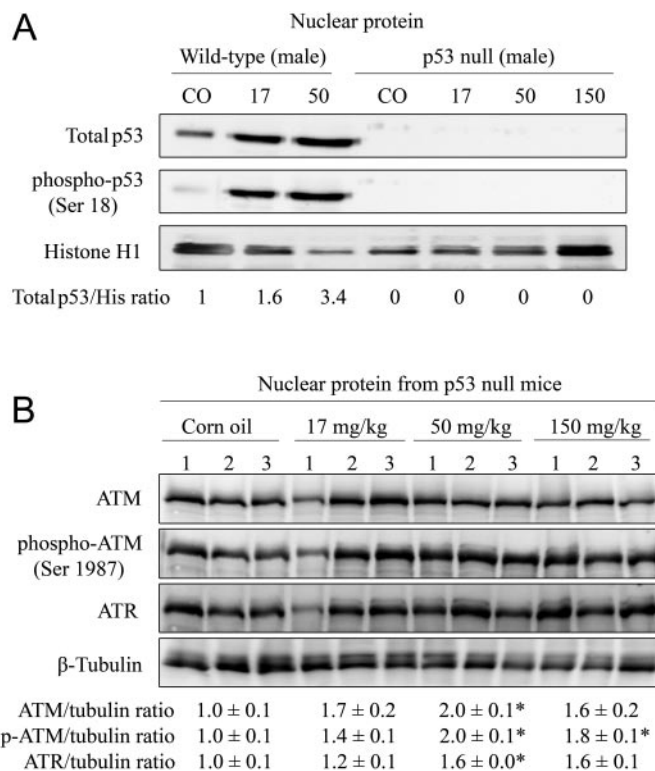 A
Nuclear protein
Wild-type (male) p53 null (male)
CO 17 50 CO 17 50 150
Total p53
phospho-p53
(Ser 18)
Histone H1
Total p53/His ratio 1 1.6 3.4 0 0 0 0
B
Nuclear protein from p53 null mice
Corn oil 17 mg/kg 50 mg/kg 150 mg/kg
1 2 3 1 2 3 1 2 3 1 2 3
ATM
phospho-ATM
(Ser 1987)
ATR
β-Tubulin
ATM/tubulin ratio 1.0 ± 0.1 1.7 ± 0.2 2.0 ± 0.1* 1.6 ± 0.2
p-ATM/tubulin ratio 1.0 ± 0.1 1.4 ± 0.1 2.0 ± 0.1* 1.8 ± 0.1*
ATR/tubulin ratio 1.0 ± 0.1 1.2 ± 0.1 1.6 ± 0.0* 1.6 ± 0.1